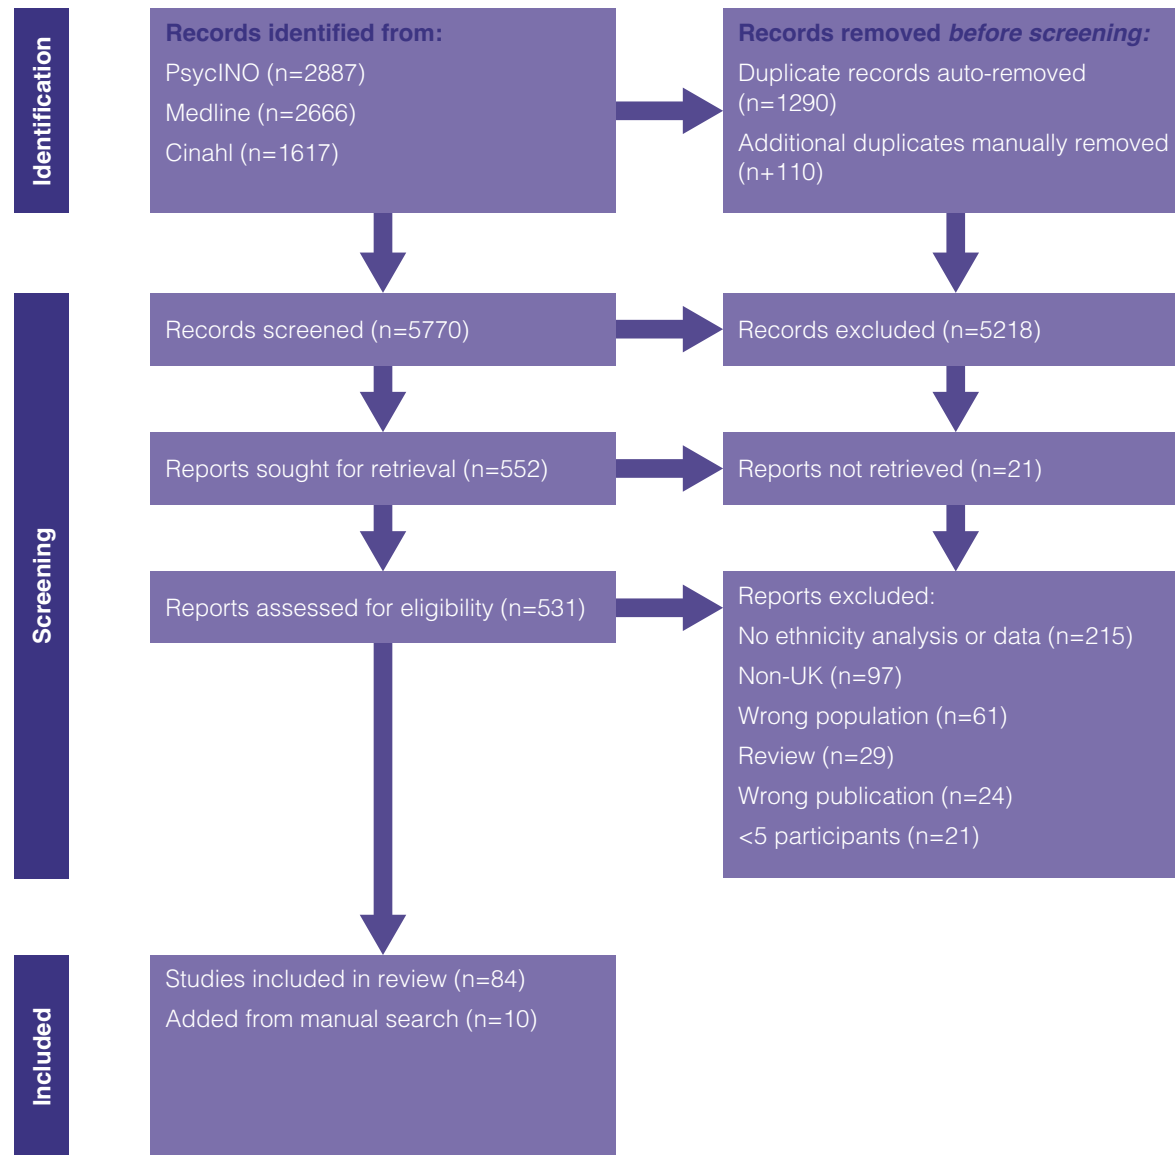 Identification
Records identified from:
PsycINO (n=2887)
Medline (n=2666)
Cinahl (n=1617)
Records removed before screening:
Duplicate records auto-removed
(n=1290)
Additional duplicates manually removed
(n+110)
Screening
Records screened (n=5770)
Records excluded (n=5218)
Reports sought for retrieval (n=552)
Reports not retrieved (n=21)
Reports assessed for eligibility (n=531)
Reports excluded:
No ethnicity analysis or data (n=215)
Non-UK (n=97)
Wrong population (n=61)
Review (n=29)
Wrong publication (n=24)
<5 participants (n=21)
Included
Studies included in review (n=84)
Added from manual search (n=10)